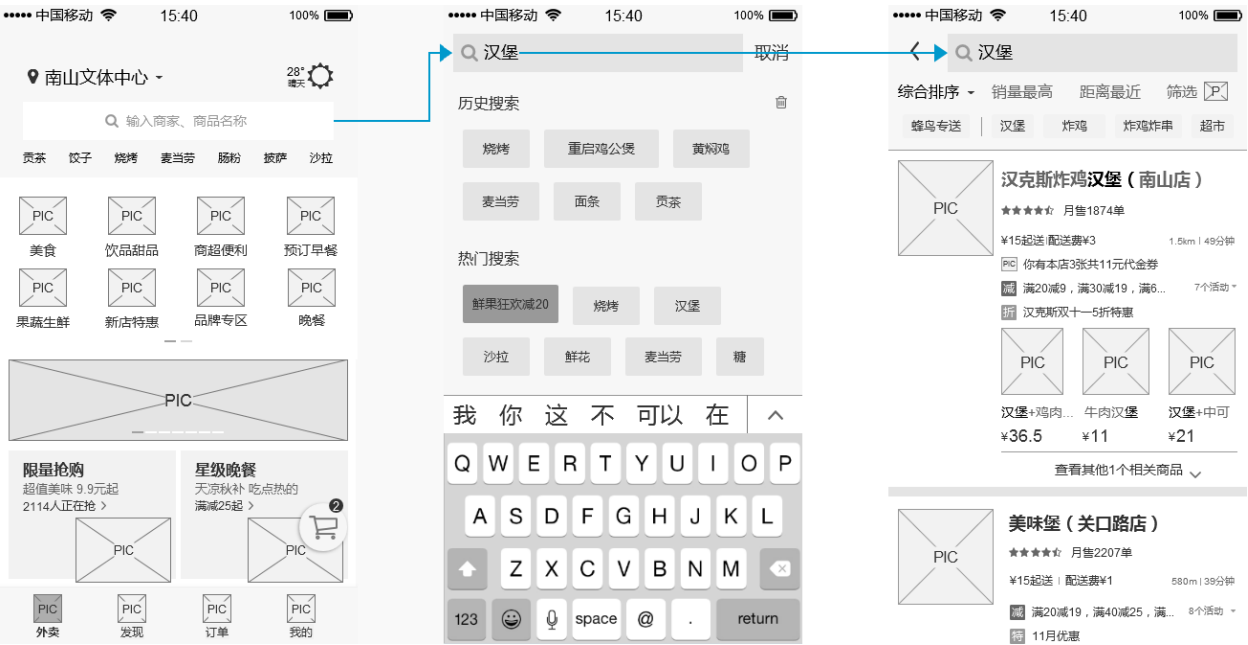 中国移动 15:40 100%
南山文体中心 28° 晴天
输入商家、商品名称
贡茶 饺子 烧烤 麦当劳 肠粉 披萨 沙拉
PIC PIC PIC PIC
美食 饮品甜品 商超便利 预订早餐
PIC PIC PIC PIC
果蔬生鲜 新店特惠 品牌专区 晚餐
PIC
限量抢购 星级晚餐
超值美味 9.9元起 天凉秋补 吃点热的
2114人正在抢 > 满减25起 >
2
PIC PIC
PIC PIC PIC PIC
外卖 发现 订单 我的
中国移动 15:40 100%
汉堡 取消
历史搜索
烧烤 重启鸡公煲 黄焖鸡
麦当劳 面条 贡茶
热门搜索
鲜果狂欢减20 烧烤 汉堡
沙拉 鲜花 麦当劳 糖
我 你 这 不 可以 在
Q W E R T Y U I O P
A S D F G H J K L
Z X C V B N M
123 space @ . return
中国移动 15:40 100%
汉堡
综合排序 销量最高 距离最近 筛选 P
蜂鸟专送 汉堡 炸鸡 炸鸡炸串 超市
PIC
汉克斯炸鸡汉堡（南山店）
月售1874单
¥15起送|配送费¥3 1.5km | 49分钟
PIC 你有本店3张共11元代金券
减 满20减9，满30减19，满6... 7个活动
折 汉克斯双十一5折特惠
PIC PIC PIC
汉堡+鸡肉... 牛肉汉堡 汉堡+中可
¥36.5 ¥11 ¥21
查看其他1个相关商品
PIC
美味堡（关口路店）
月售2207单
¥15起送 | 配送费¥1 580m | 39分钟
减 满20减19，满40减25，满... 8个活动
特 11月优惠